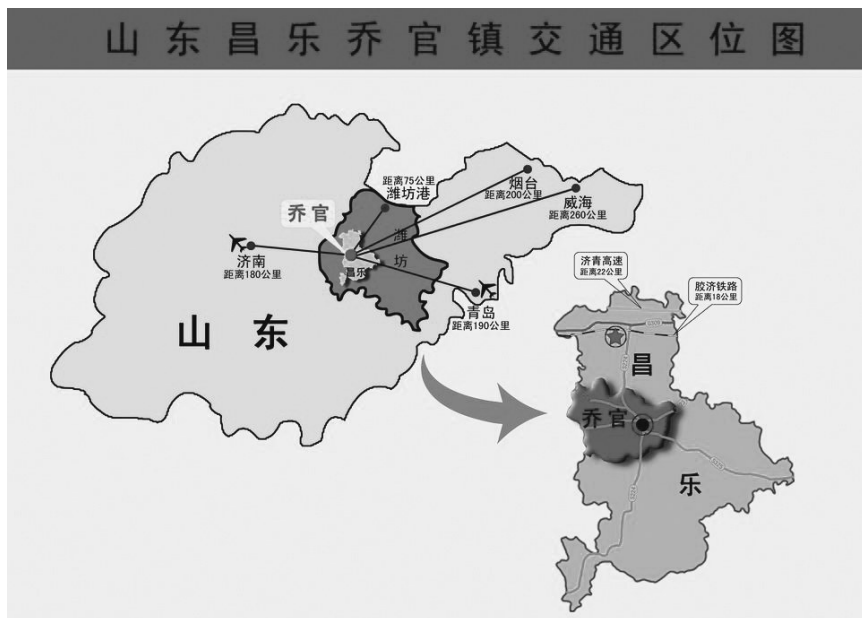 山东昌乐乔官镇交通区位图
距离75公里
潍坊港
烟台
距离200公里
威海
距离260公里
乔官
潍
坊
济南
距离180公里
昌乐
青岛
距离190公里
山东
济青高速
距离22公里
胶济铁路
距离18公里
昌
乔官
乐